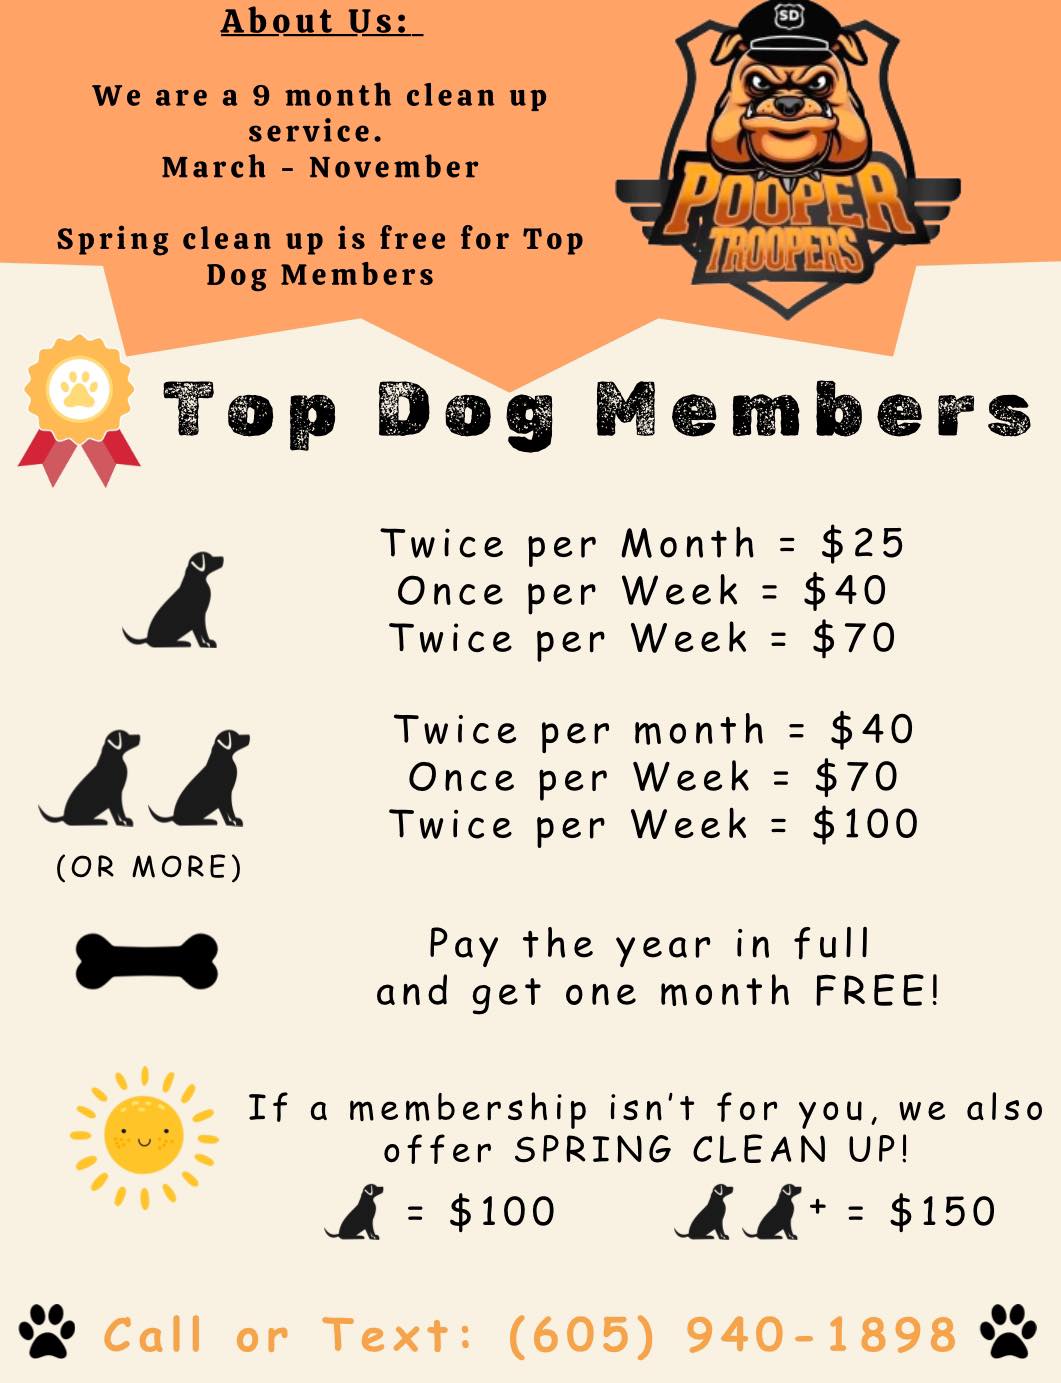 About Us:
We are a 9 month clean up
service.
March - November
Spring clean up is free for Top
Dog Members
SD
POOPER
TROOPERS
Top Dog Members
Twice per Month = $25
Once per Week = $40
Twice per Week = $70
Twice per month = $40
Once per Week = $70
Twice per Week = $100
(OR MORE)
Pay the year in full
and get one month FREE!
If a membership isn't for you, we also
offer SPRING CLEAN UP!
= $100 + = $150
Call or Text: (605) 940-1898